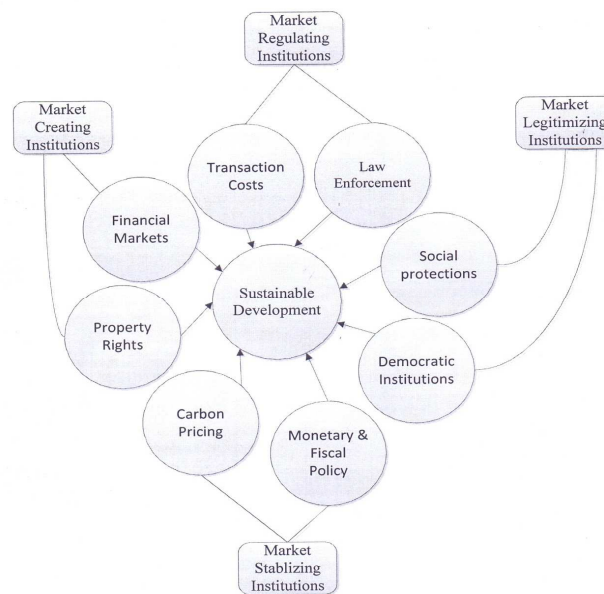 Market
Regulating
Institutions
Market
Creating
Institutions
Market
Legitimizing
Institutions
Transaction
Costs
Law
Enforcement
Financial
Markets
Social
protections
Sustainable
Development
Property
Rights
Democratic
Institutions
Carbon
Pricing
Monetary &
Fiscal
Policy
Market
Stablizing
Institutions